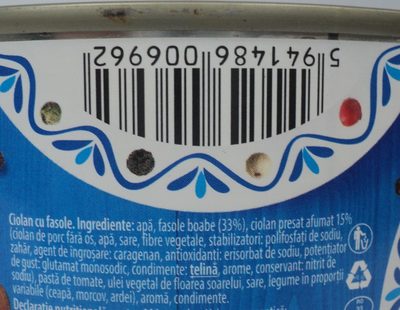 5 941486 006962
Ciolan cu fasole. Ingrediente: apă, fasole boabe (33%), ciolan presat afumat 15%
(ciolan de porc fără os, apă, sare, fibre vegetale, stabilizatori: polifosfați de sodiu,
zahăr, agent de îngroșare: caragenan, antioxidanti: erisorbat de sodiu, potențiator
de gust: glutamat monosodic, condimente: telină, arome, conservant: nitrit de
sodiu), pastă de tomate, ulei vegetal de floarea soarelui, sare, legume în proporții
variabile (ceapă, morcov, ardei), aromă, condimente.
Declarație